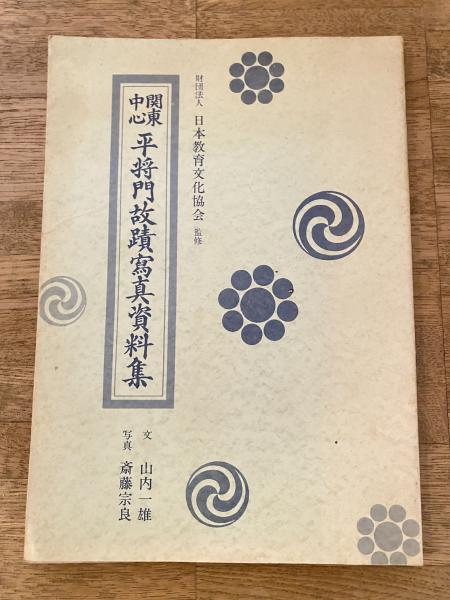 財団法人 日本教育文化協会 監修
関東中心 平将門故蹟寫真資料集
文 山内一雄
写真 斎藤宗良